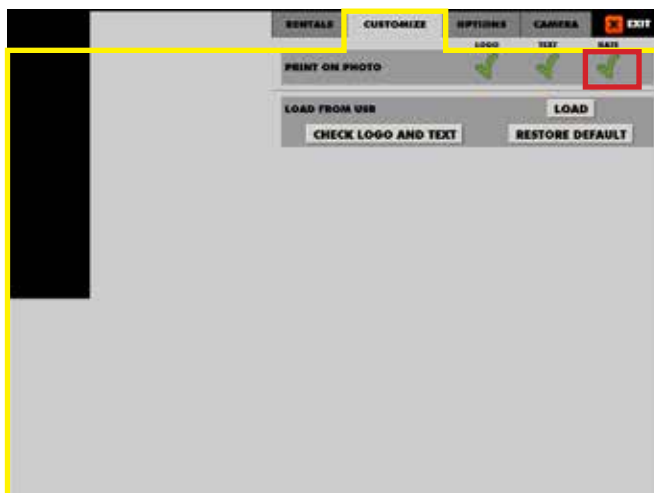 RENTALS CUSTOMIZE OPTIONS CAMERA X EXIT
LOGO TEXT DATE
PRINT ON PHOTO
LOAD FROM USB LOAD
CHECK LOGO AND TEXT RESTORE DEFAULT